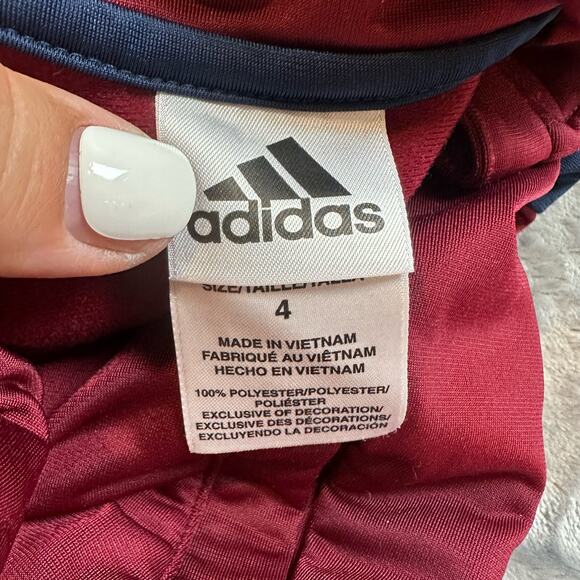 adidas
SIZE/TAILLE/TALLA
4
MADE IN VIETNAM
FABRIQUÉ AU VIÊTNAM
HECHO EN VIETNAM
100% POLYESTER/POLYESTER/
POLIÉSTER
EXCLUSIVE OF DECORATION/
EXCLUSIVE DES DÉCORATIONS/
EXCLUYENDO LA DECORACIÓN